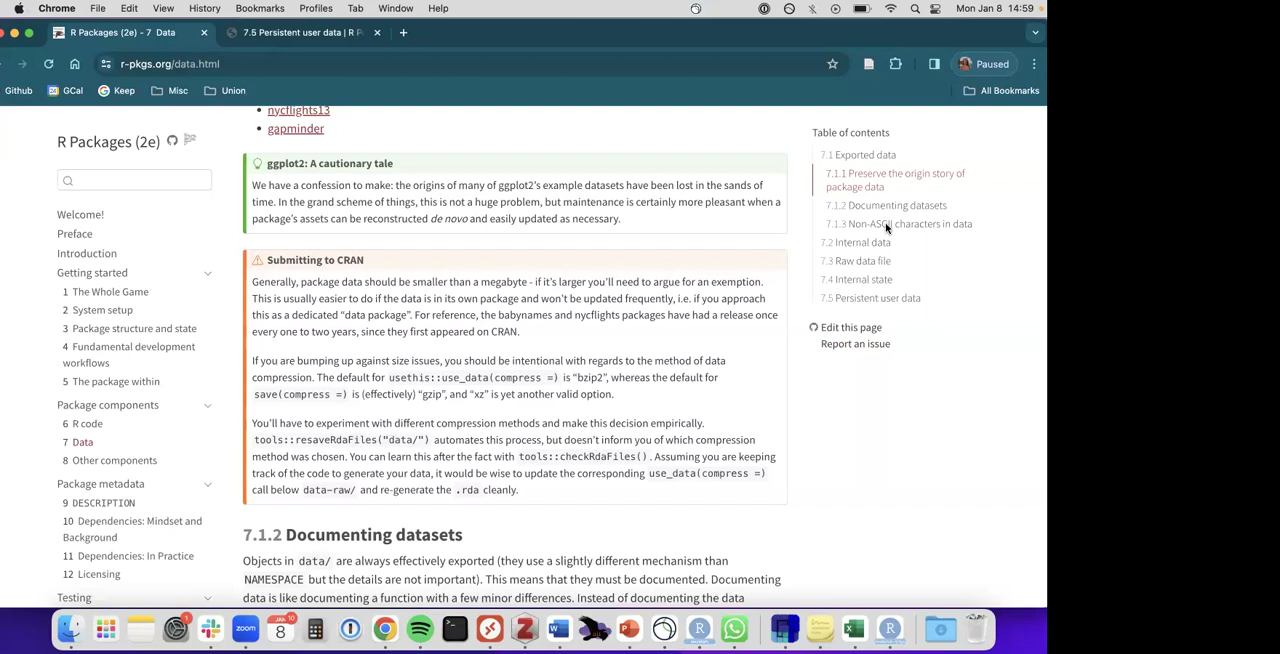 Chrome File Edit View History Bookmarks Profiles Tab Window Help Mon Jan 8 14:59
R Packages (2e) - 7 Data 7.5 Persistent user data | R P
r-pkgs.org/data.html Paused
Github GCal Keep Misc Union All Bookmarks
R Packages (2e)
Welcome!
Preface
Introduction
Getting started
1 The Whole Game
2 System setup
3 Package structure and state
4 Fundamental development
workflows
5 The package within
Package components
6 R code
7 Data
8 Other components
Package metadata
9 DESCRIPTION
10 Dependencies: Mindset and
Background
11 Dependencies: In Practice
12 Licensing
Testing
nycflights13
gapminder
ggplot2: A cautionary tale
We have a confession to make: the origins of many of ggplot2's example datasets have been lost in the sands of
time. In the grand scheme of things, this is not a huge problem, but maintenance is certainly more pleasant when a
package's assets can be reconstructed de novo and easily updated as necessary.
Submitting to CRAN
Generally, package data should be smaller than a megabyte - if it's larger you'll need to argue for an exemption.
This is usually easier to do if the data is in its own package and won't be updated frequently, i.e. if you approach
this as a dedicated "data package". For reference, the babynames and nycflights packages have had a release once
every one to two years, since they first appeared on CRAN.
If you are bumping up against size issues, you should be intentional with regards to the method of data
compression. The default for usethis::use_data(compress =) is "bzip2", whereas the default for
save(compress =) is (effectively) "gzip", and "xz" is yet another valid option.
You'll have to experiment with different compression methods and make this decision empirically.
tools::resaveRdaFiles("data/") automates this process, but doesn't inform you of which compression
method was chosen. You can learn this after the fact with tools::checkRdaFiles(). Assuming you are keeping
track of the code to generate your data, it would be wise to update the corresponding use_data(compress =)
call below data-raw/ and re-generate the .rda cleanly.
7.1.2 Documenting datasets
Objects in data/ are always effectively exported (they use a slightly different mechanism than
NAMESPACE but the details are not important). This means that they must be documented. Documenting
data is like documenting a function with a few minor differences. Instead of documenting the data
Table of contents
7.1 Exported data
7.1.1 Preserve the origin story of
package data
7.1.2 Documenting datasets
7.1.3 Non-ASCII characters in data
7.2 Internal data
7.3 Raw data file
7.4 Internal state
7.5 Persistent user data
Edit this page
Report an issue